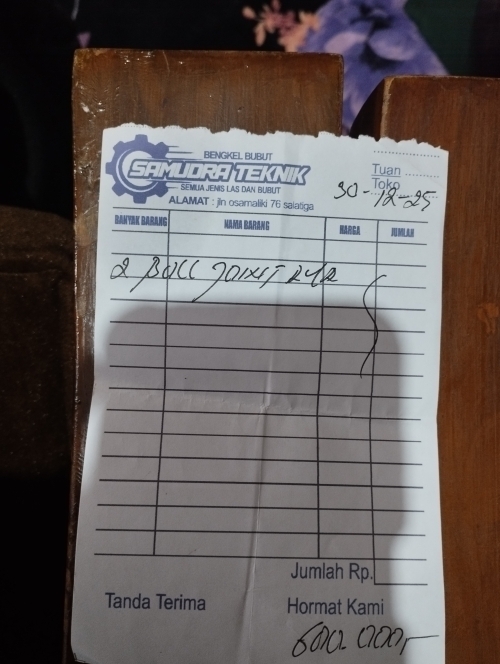 BENGKEL BUBUT
SAMUDRA TEKNIK
SEMUA JENIS LAS DAN BUBUT
ALAMAT : jln osamaliki 76 salatiga
Tuan
Toko
30-12-25
BANYAK BARANG NAMA BARANG HARGA JUMLAH
2 BOLL JOINT
Jumlah Rp.
Tanda Terima Hormat Kami
600.000,-